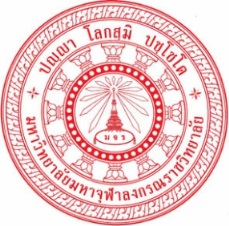 ปญฺญา โลกสฺมิ ปชฺโชโต
ม จ ร
มหาวิทยาลัยมหาจุฬาลงกรณราชวิทยาลัย